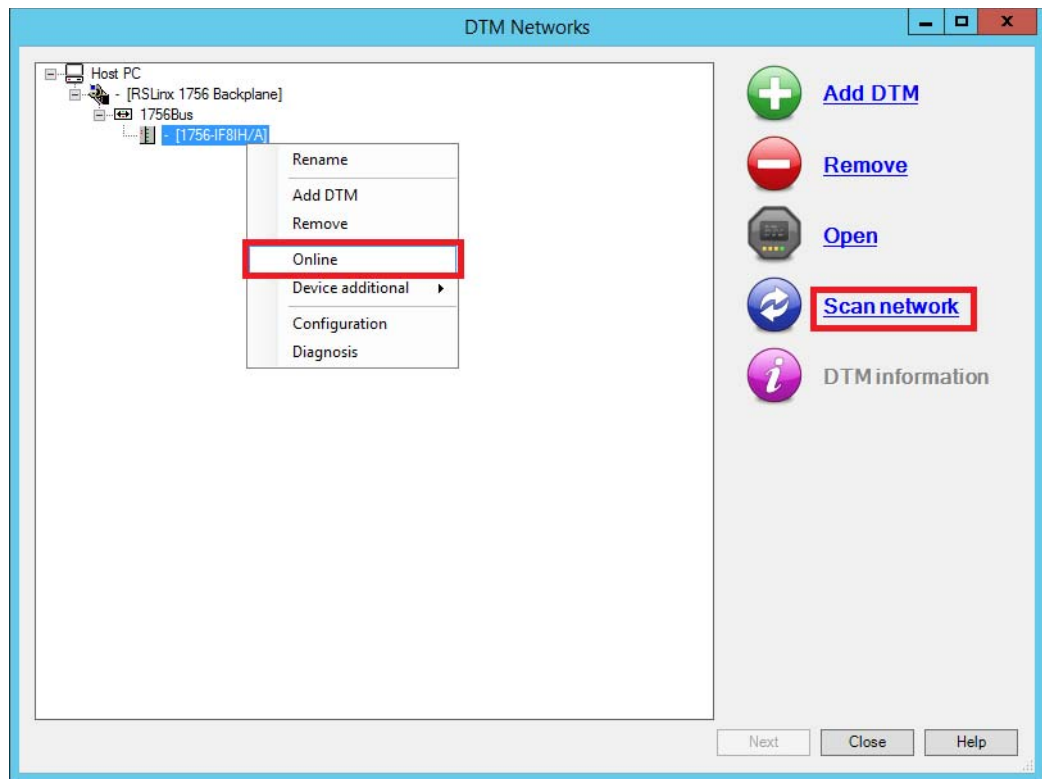 DTM Networks
Host PC
- [RSLinx 1756 Backplane]
1756Bus
- [1756-IF8IH/A]
Rename
Add DTM
Remove
Online
Device additional
Configuration
Diagnosis
Add DTM
Remove
Open
Scan network
DTM information
Next
Close
Help